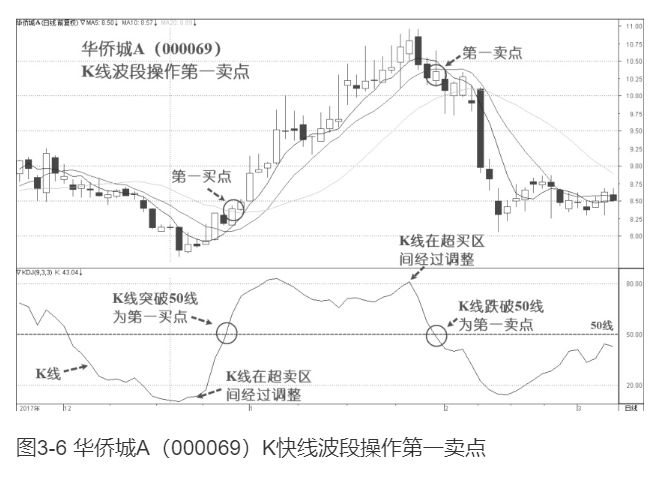 华侨城A(日线前复权) ▽MA5: 8.50↓ MA10: 8.57↓ MA20: 8.89↓
华侨城A(000069)
K线波段操作第一卖点
第一卖点
第一买点
11.00
10.75
10.50
10.25
10.00
9.75
9.50
9.25
9.00
8.75
8.50
8.25
8.00
▽KDJ(9,3,3) K: 43.04↓
K线在超买区
间经过调整
K线突破50线
为第一买点
K线跌破50线
为第一卖点
50线
K线
K线在超卖区
间经过调整
80.00
50.00
20.00
2017年 12 1 2 3 日线
图3-6 华侨城A(000069)K快线波段操作第一卖点